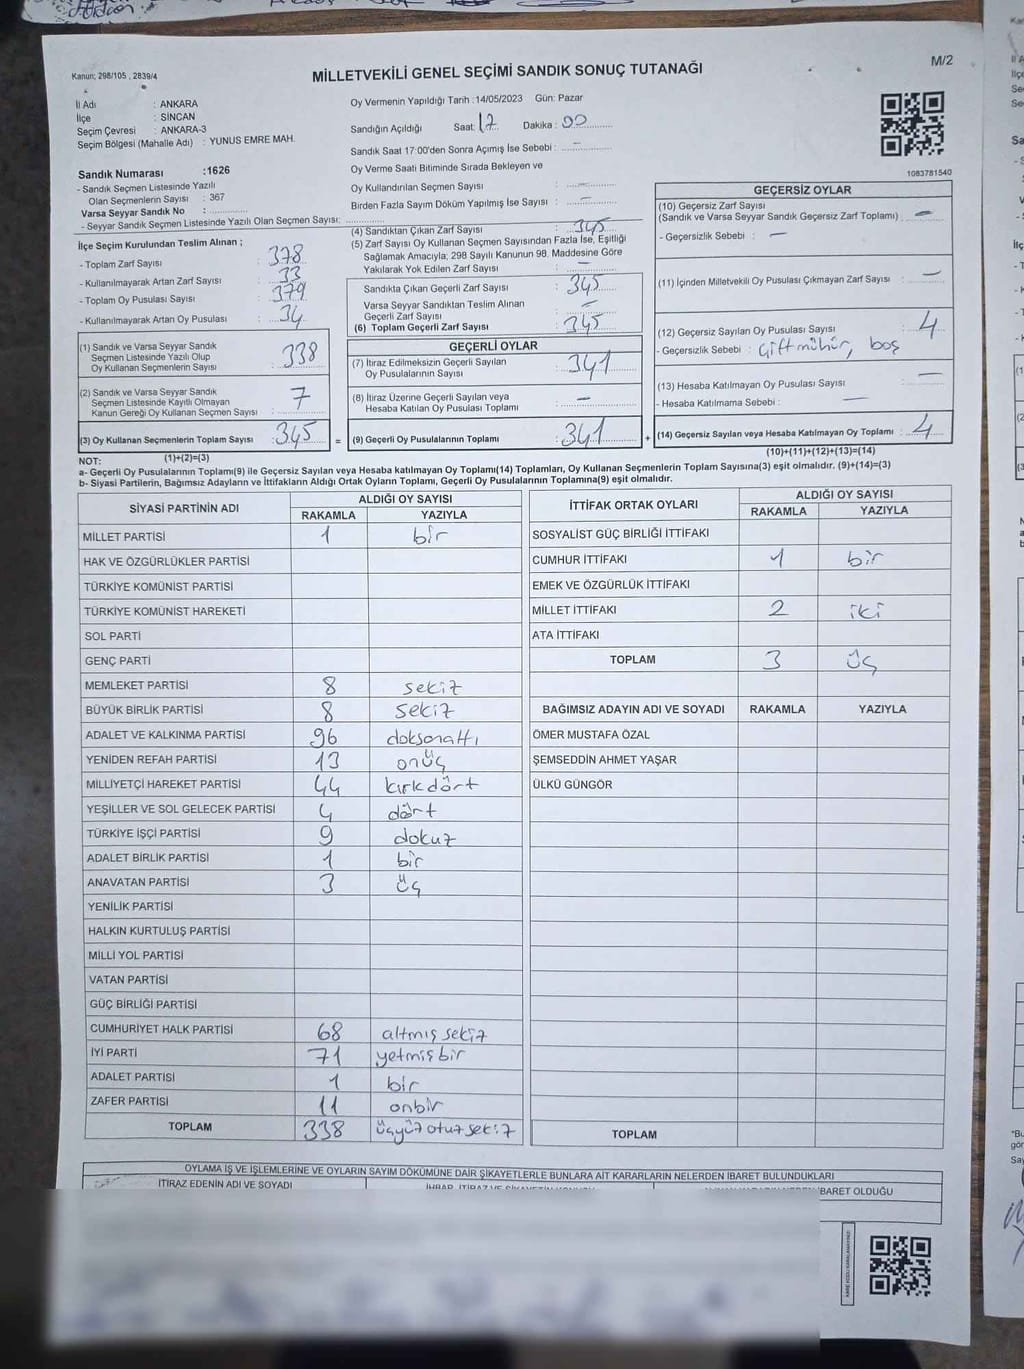 Kanun; 298/105 , 2839/4
MİLLETVEKİLİ GENEL SEÇİMİ SANDIK SONUÇ TUTANAĞI
M/2
İl Adı : ANKARA
İlçe : SİNCAN
Seçim Çevresi : ANKARA-3
Seçim Bölgesi (Mahalle Adı) : YUNUS EMRE MAH.
Sandık Numarası :1626
- Sandık Seçmen Listesinde Yazılı
Olan Seçmenlerin Sayısı : 367
Varsa Seyyar Sandık No :
- Seyyar Sandık Seçmen Listesinde Yazılı Olan Seçmen Sayısı:
İlçe Seçim Kurulundan Teslim Alınan ;
- Toplam Zarf Sayısı : 378
- Kullanılmayarak Artan Zarf Sayısı : 33
- Toplam Oy Pusulası Sayısı : 379
- Kullanılmayarak Artan Oy Pusulası : 34
(1) Sandık ve Varsa Seyyar Sandık
Seçmen Listesinde Yazılı Olup
Oy Kullanan Seçmenlerin Sayısı : 338
(2) Sandık ve Varsa Seyyar Sandık
Seçmen Listesinde Kayıtlı Olmayan
Kanun Gereği Oy Kullanan Seçmen Sayısı : 7
(3) Oy Kullanan Seçmenlerin Toplam Sayısı : 345
(1)+(2)=(3)
Oy Vermenin Yapıldığı Tarih :14/05/2023 Gün: Pazar
Sandığın Açıldığı Saat: 17 Dakika : 00
Sandık Saat 17:00'den Sonra Açımış İse Sebebi : –
Oy Verme Saati Bitiminde Sırada Bekleyen ve
Oy Kullandırılan Seçmen Sayısı : –
Birden Fazla Sayım Döküm Yapılmış İse Sayısı : –
(4) Sandıktan Çıkan Zarf Sayısı : 345
(5) Zarf Sayısı Oy Kullanan Seçmen Sayısından Fazla İse, Eşitliği
Sağlamak Amacıyla; 298 Sayılı Kanunun 98. Maddesine Göre
Yakılarak Yok Edilen Zarf Sayısı : –
Sandıkta Çıkan Geçerli Zarf Sayısı : 345
Varsa Seyyar Sandıktan Teslim Alınan
Geçerli Zarf Sayısı : –
(6) Toplam Geçerli Zarf Sayısı : 345
GEÇERLİ OYLAR
(7) İtiraz Edilmeksizin Geçerli Sayılan
Oy Pusulalarının Sayısı : 341
(8) İtiraz Üzerine Geçerli Sayılan veya
Hesaba Katılan Oy Pusulası Toplamı : –
= (9) Geçerli Oy Pusulalarının Toplamı : 341 +
1083781540
GEÇERSİZ OYLAR
(10) Geçersiz Zarf Sayısı
(Sandık ve Varsa Seyyar Sandık Geçersiz Zarf Toplamı) : –
- Geçersizlik Sebebi : –
(11) İçinden Milletvekili Oy Pusulası Çıkmayan Zarf Sayısı : –
(12) Geçersiz Sayılan Oy Pusulası Sayısı : 4
- Geçersizlik Sebebi : Çift mühür, boş
(13) Hesaba Katılmayan Oy Pusulası Sayısı : –
- Hesaba Katılmama Sebebi : –
(14) Geçersiz Sayılan veya Hesaba Katılmayan Oy Toplamı : 4
(10)+(11)+(12)+(13)=(14)
NOT:
a- Geçerli Oy Pusulalarının Toplamı(9) ile Geçersiz Sayılan veya Hesaba katılmayan Oy Toplamı(14) Toplamları, Oy Kullanan Seçmenlerin Toplam Sayısına(3) eşit olmalıdır. (9)+(14)=(3)
b- Siyasi Partilerin, Bağımsız Adayların ve İttifakların Aldığı Ortak Oyların Toplamı, Geçerli Oy Pusulalarının Toplamına(9) eşit olmalıdır.
SİYASİ PARTİNİN ADI ALDIĞI OY SAYISI
RAKAMLA YAZIYLA
MİLLET PARTİSİ 1 bir
HAK VE ÖZGÜRLÜKLER PARTİSİ
TÜRKİYE KOMÜNİST PARTİSİ
TÜRKİYE KOMÜNİST HAREKETİ
SOL PARTİ
GENÇ PARTİ
MEMLEKET PARTİSİ 8 sekiz
BÜYÜK BİRLİK PARTİSİ 8 sekiz
ADALET VE KALKINMA PARTİSİ 96 doksanaltı
YENİDEN REFAH PARTİSİ 13 onüç
MİLLİYETÇİ HAREKET PARTİSİ 44 kırkdört
YEŞİLLER VE SOL GELECEK PARTİSİ 4 dört
TÜRKİYE İŞÇİ PARTİSİ 9 dokuz
ADALET BİRLİK PARTİSİ 1 bir
ANAVATAN PARTİSİ 3 üç
YENİLİK PARTİSİ
HALKIN KURTULUŞ PARTİSİ
MİLLİ YOL PARTİSİ
VATAN PARTİSİ
GÜÇ BİRLİĞİ PARTİSİ
CUMHURİYET HALK PARTİSİ 68 altmış sekiz
İYİ PARTİ 71 yetmişbir
ADALET PARTİSİ 1 bir
ZAFER PARTİSİ 11 onbir
TOPLAM 338 üçyüz otuz sekiz
İTTİFAK ORTAK OYLARI ALDIĞI OY SAYISI
RAKAMLA YAZIYLA
SOSYALİST GÜÇ BİRLİĞİ İTTİFAKI
CUMHUR İTTİFAKI 1 bir
EMEK VE ÖZGÜRLÜK İTTİFAKI
MİLLET İTTİFAKI 2 iki
ATA İTTİFAKI
TOPLAM 3 üç
BAĞIMSIZ ADAYIN ADI VE SOYADI RAKAMLA YAZIYLA
ÖMER MUSTAFA ÖZAL
ŞEMSEDDİN AHMET YAŞAR
ÜLKÜ GÜNGÖR
TOPLAM
OYLAMA İŞ VE İŞLEMLERİNE VE OYLARIN SAYIM DÖKÜMÜNE DAİR ŞİKAYETLERLE BUNLARA AİT KARARLARIN NELERDEN İBARET BULUNDUKLARI
İTİRAZ EDENİN ADI VE SOYADI
İBARET OLDUĞU